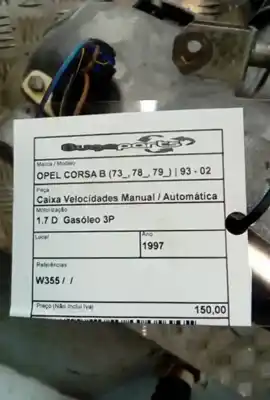 Marca / Modelo
OPEL CORSA B (73_, 78_, 79_) | 93 - 02
Peça
Caixa Velocidades Manual / Automática
Motorização
1.7 D Gasóleo 3P
Local
Ano
1997
Referências
W355 / /
Preço (Não Inclui Iva)
150,00